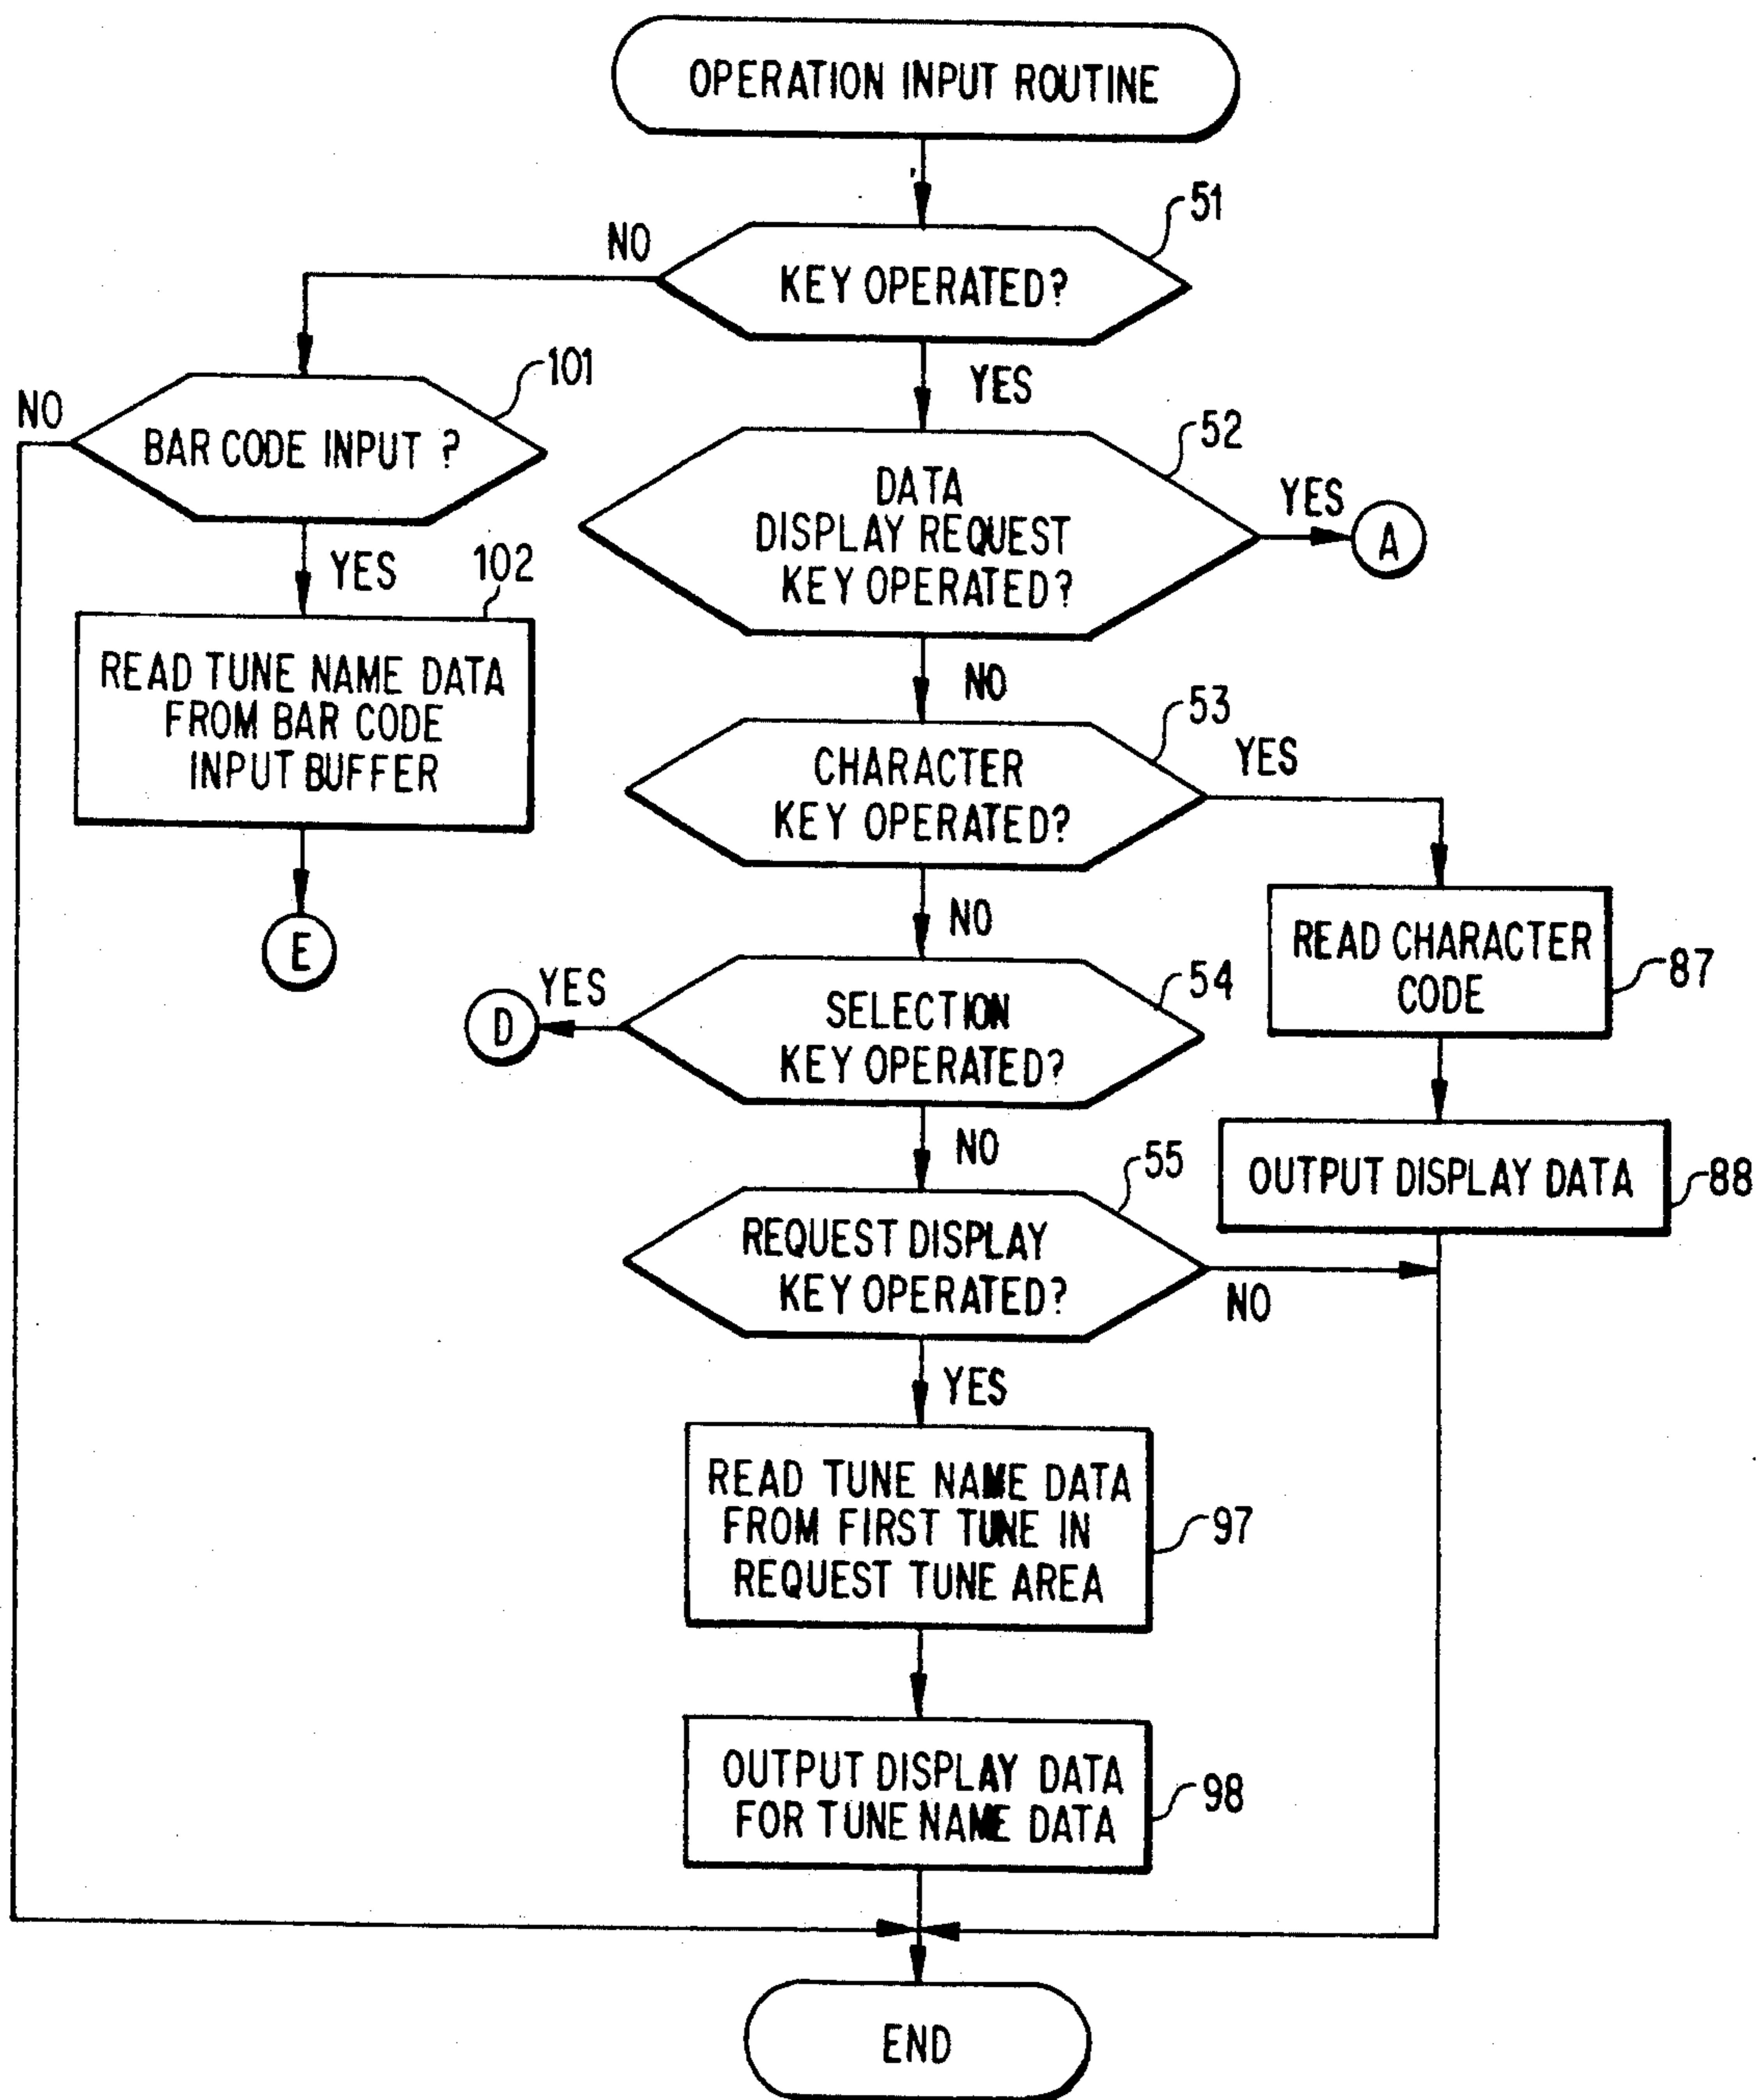 OPERATION INPUT ROUTINE
51
NO
KEY OPERATED?
YES
101
NO
BAR CODE INPUT ?
52
DATA
DISPLAY REQUEST
KEY OPERATED?
YES
A
YES
102
READ TUNE NAME DATA
FROM BAR CODE
INPUT BUFFER
NO
53
CHARACTER
KEY OPERATED?
YES
E
NO
READ CHARACTER
CODE
87
54
YES
D
SELECTION
KEY OPERATED?
NO
OUTPUT DISPLAY DATA
88
55
REQUEST DISPLAY
KEY OPERATED?
NO
YES
READ TUNE NAME DATA
FROM FIRST TUNE IN
REQUEST TUNE AREA
97
OUTPUT DISPLAY DATA
FOR TUNE NAME DATA
98
END